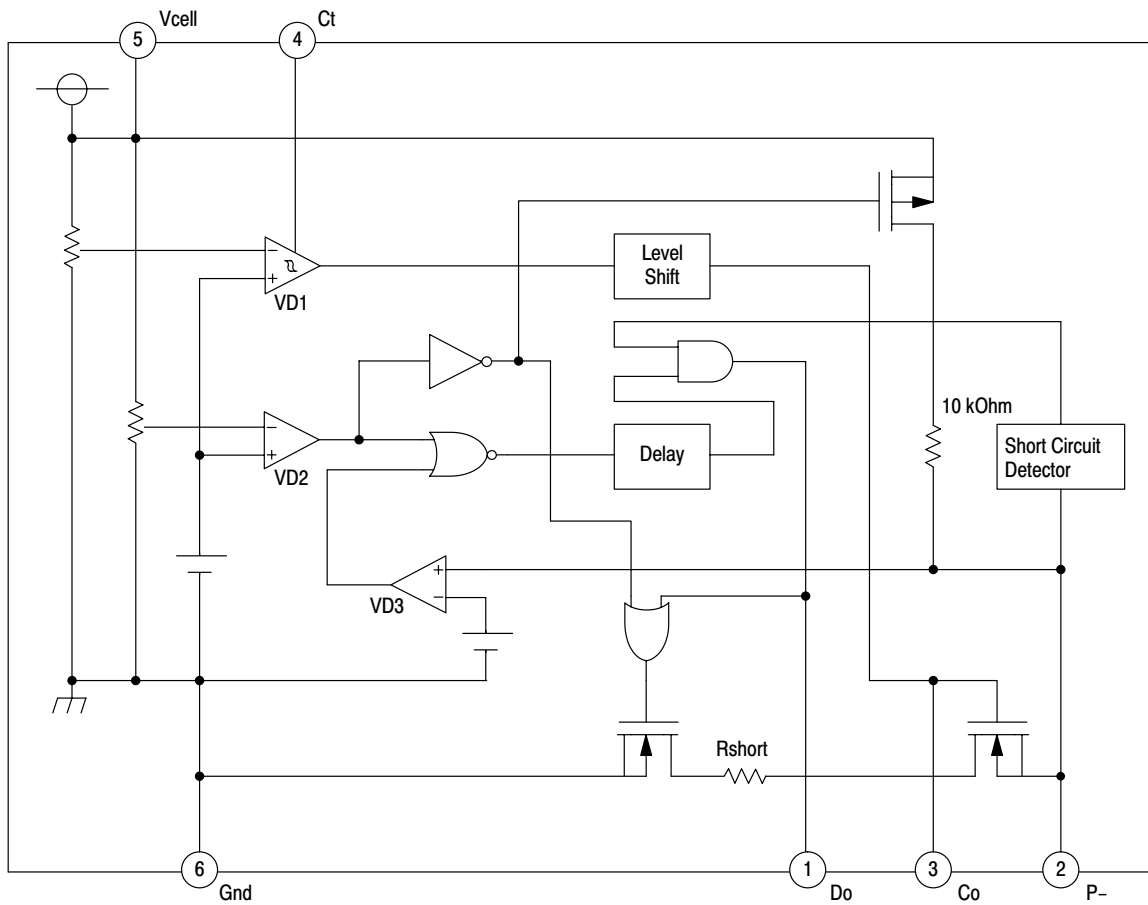 Vcell
Ct
5
4
−
+
VD1
Level
Shift
10 kOhm
−
+
VD2
Delay
Short Circuit
Detector
+
−
VD3
Rshort
6
Gnd
1
Do
3
Co
2
P−